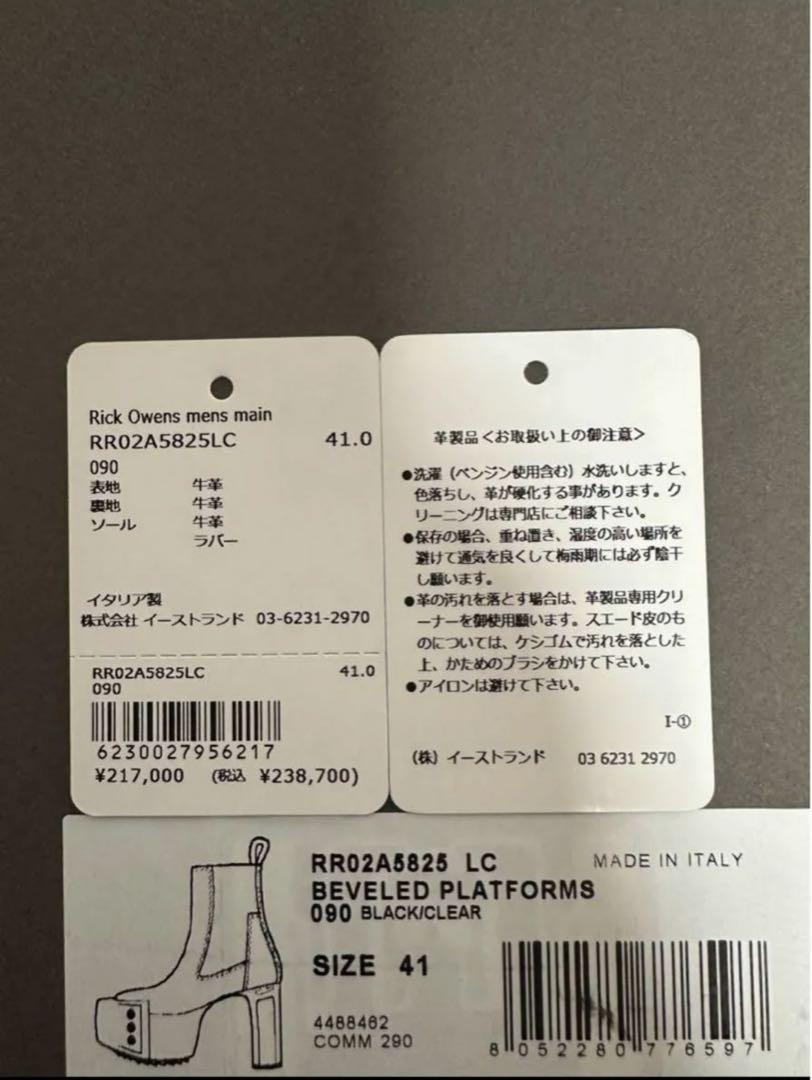 Rick Owens mens main
RR02A5825LC 41.0
090
表地 牛革
裏地 牛革
ソール 牛革
ラバー
イタリア製
株式会社 イーストランド 03-6231-2970
RR02A5825LC 41.0
090
6230027956217
¥217,000 (税込 ¥238,700)
革製品<お取扱い上の御注意>
●洗濯(ベンジン使用含む)水洗いしますと、
色落ちし、革が硬化する事があります。ク
リーニングは専門店にご相談下さい。
●保存の場合、重ね置き、湿度の高い場所を
避けて通気を良くして梅雨期には必ず陰干
し願います。
●革の汚れを落とす場合は、革製品専用クリ
ーナーを御使用願います。スエード皮のも
のについては、ケシゴムで汚れを落とした
上、かためのブラシをかけて下さい。
●アイロンは避けて下さい。
I-①
(株) イーストランド 03 6231 2970
RR02A5825 LC MADE IN ITALY
BEVELED PLATFORMS
090 BLACK/CLEAR
SIZE 41
4488462
COMM 290
8 052280 776597